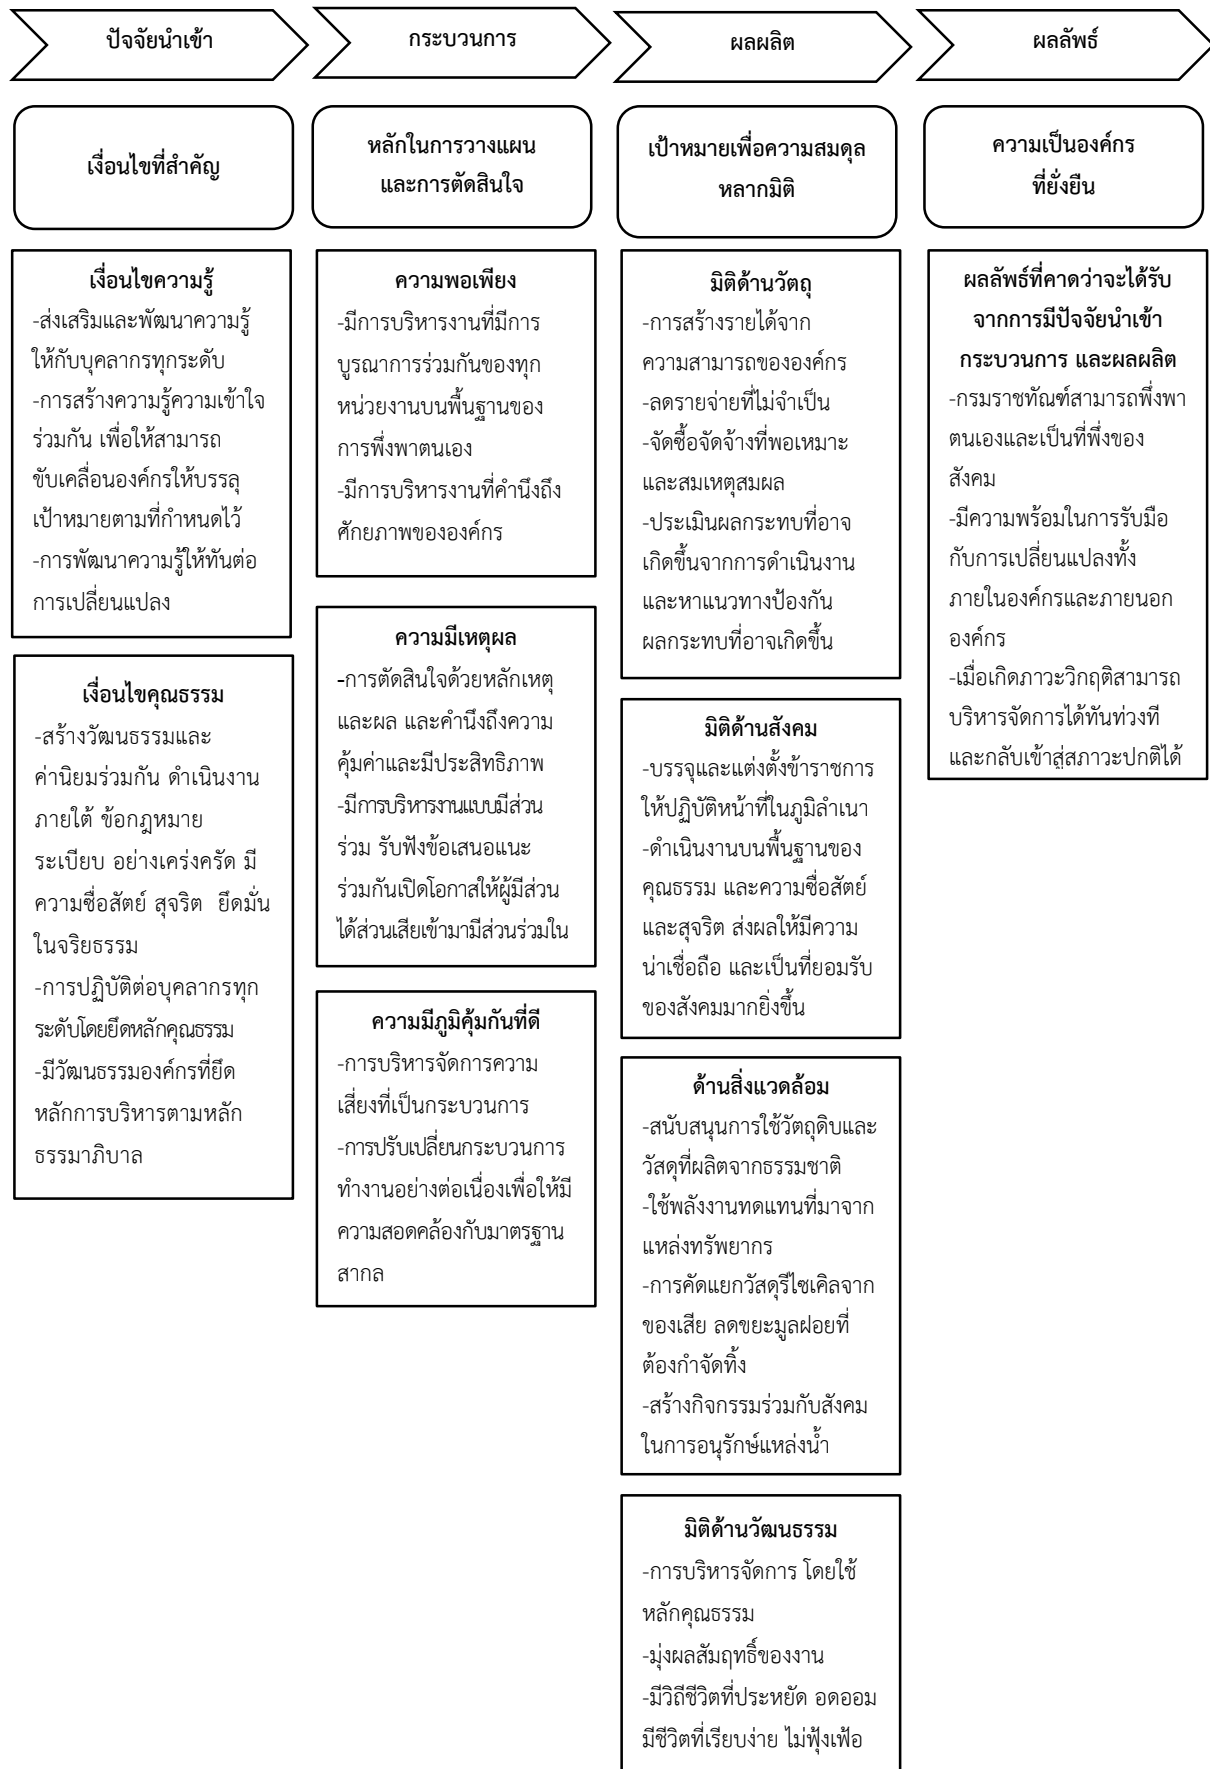 ปัจจัยนำเข้า
กระบวนการ
ผลผลิต
ผลลัพธ์
เงื่อนไขที่สำคัญ
หลักในการวางแผน
และการตัดสินใจ
เป้าหมายเพื่อความสมดุล
หลากมิติ
ความเป็นองค์กร
ที่ยั่งยืน
เงื่อนไขความรู้
-ส่งเสริมและพัฒนาความรู้
ให้กับบุคลากรทุกระดับ
-การสร้างความรู้ความเข้าใจ
ร่วมกัน เพื่อให้สามารถ
ขับเคลื่อนองค์กรให้บรรลุ
เป้าหมายตามที่กำหนดไว้
-การพัฒนาความรู้ให้ทันต่อ
การเปลี่ยนแปลง
เงื่อนไขคุณธรรม
-สร้างวัฒนธรรมและ
ค่านิยมร่วมกัน ดำเนินงาน
ภายใต้ ข้อกฎหมาย
ระเบียบ อย่างเคร่งครัด มี
ความซื่อสัตย์ สุจริต ยึดมั่น
ในจริยธรรม
-การปฏิบัติต่อบุคลากรทุก
ระดับโดยยึดหลักคุณธรรม
-มีวัฒนธรรมองค์กรที่ยึด
หลักการบริหารตามหลัก
ธรรมาภิบาล
ความพอเพียง
-มีการบริหารงานที่มีการ
บูรณาการร่วมกันของทุก
หน่วยงานบนพื้นฐานของ
การพึ่งพาตนเอง
-มีการบริหารงานที่คำนึงถึง
ศักยภาพขององค์กร
ความมีเหตุผล
-การตัดสินใจด้วยหลักเหตุ
และผล และคำนึงถึงความ
คุ้มค่าและมีประสิทธิภาพ
-มีการบริหารงานแบบมีส่วน
ร่วม รับฟังข้อเสนอแนะ
ร่วมกันเปิดโอกาสให้ผู้มีส่วน
ได้ส่วนเสียเข้ามามีส่วนร่วมใน
ความมีภูมิคุ้มกันที่ดี
-การบริหารจัดการความ
เสี่ยงที่เป็นกระบวนการ
-การปรับเปลี่ยนกระบวนการ
ทำงานอย่างต่อเนื่องเพื่อให้มี
ความสอดคล้องกับมาตรฐาน
สากล
มิติด้านวัตถุ
-การสร้างรายได้จาก
ความสามารถขององค์กร
-ลดรายจ่ายที่ไม่จำเป็น
-จัดซื้อจัดจ้างที่พอเหมาะ
และสมเหตุสมผล
-ประเมินผลกระทบที่อาจ
เกิดขึ้นจากการดำเนินงาน
และหาแนวทางป้องกัน
ผลกระทบที่อาจเกิดขึ้น
มิติด้านสังคม
-บรรจุและแต่งตั้งข้าราชการ
ให้ปฏิบัติหน้าที่ในภูมิลำเนา
-ดำเนินงานบนพื้นฐานของ
คุณธรรม และความซื่อสัตย์
และสุจริต ส่งผลให้มีความ
น่าเชื่อถือ และเป็นที่ยอมรับ
ของสังคมมากยิ่งขึ้น
ด้านสิ่งแวดล้อม
-สนับสนุนการใช้วัตถุดิบและ
วัสดุที่ผลิตจากธรรมชาติ
-ใช้พลังงานทดแทนที่มาจาก
แหล่งทรัพยากร
-การคัดแยกวัสดุรีไซเคิลจาก
ของเสีย ลดขยะมูลฝอยที่
ต้องกำจัดทิ้ง
-สร้างกิจกรรมร่วมกับสังคม
ในการอนุรักษ์แหล่งน้ำ
มิติด้านวัฒนธรรม
-การบริหารจัดการ โดยใช้
หลักคุณธรรม
-มุ่งผลสัมฤทธิ์ของงาน
-มีวิถีชีวิตที่ประหยัด อดออม
มีชีวิตที่เรียบง่าย ไม่ฟุ้งเฟ้อ
ผลลัพธ์ที่คาดว่าจะได้รับ
จากการมีปัจจัยนำเข้า
กระบวนการ และผลผลิต
-กรมราชทัณฑ์สามารถพึ่งพา
ตนเองและเป็นที่พึ่งของ
สังคม
-มีความพร้อมในการรับมือ
กับการเปลี่ยนแปลงทั้ง
ภายในองค์กรและภายนอก
องค์กร
-เมื่อเกิดภาวะวิกฤติสามารถ
บริหารจัดการได้ทันท่วงที
และกลับเข้าสู่สภาวะปกติได้